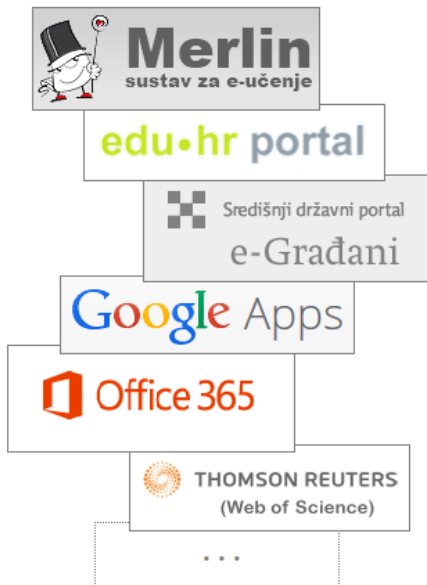 Merlin
sustav za e-učenje
edu•hr portal
Središnji državni portal
e-Građani
Google Apps
Office 365
THOMSON REUTERS
(Web of Science)
...